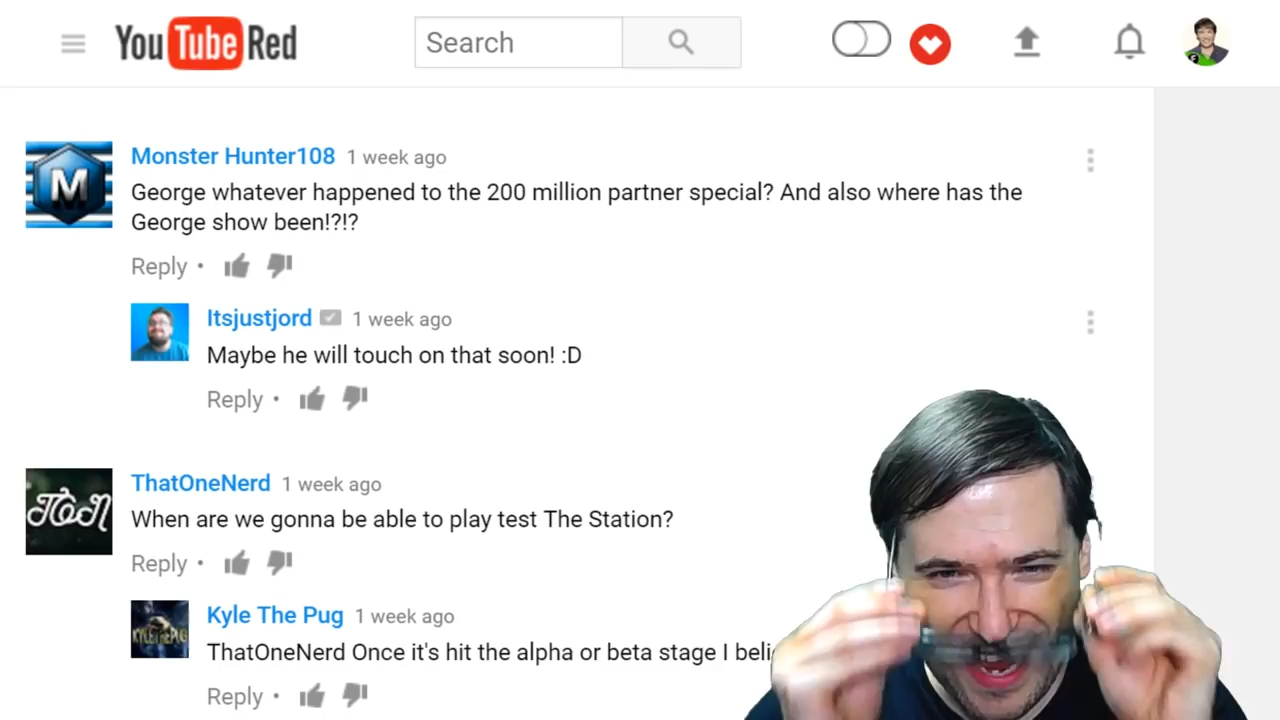 YouTube Red
Search
Monster Hunter108 1 week ago
George whatever happened to the 200 million partner special? And also where has the
George show been!?!?
Reply •
Itsjustjord 1 week ago
Maybe he will touch on that soon! :D
Reply •
ThatOneNerd 1 week ago
When are we gonna be able to play test The Station?
Reply •
Kyle The Pug 1 week ago
ThatOneNerd Once it's hit the alpha or beta stage I
Reply •
M
TON
KYLETHEPUG